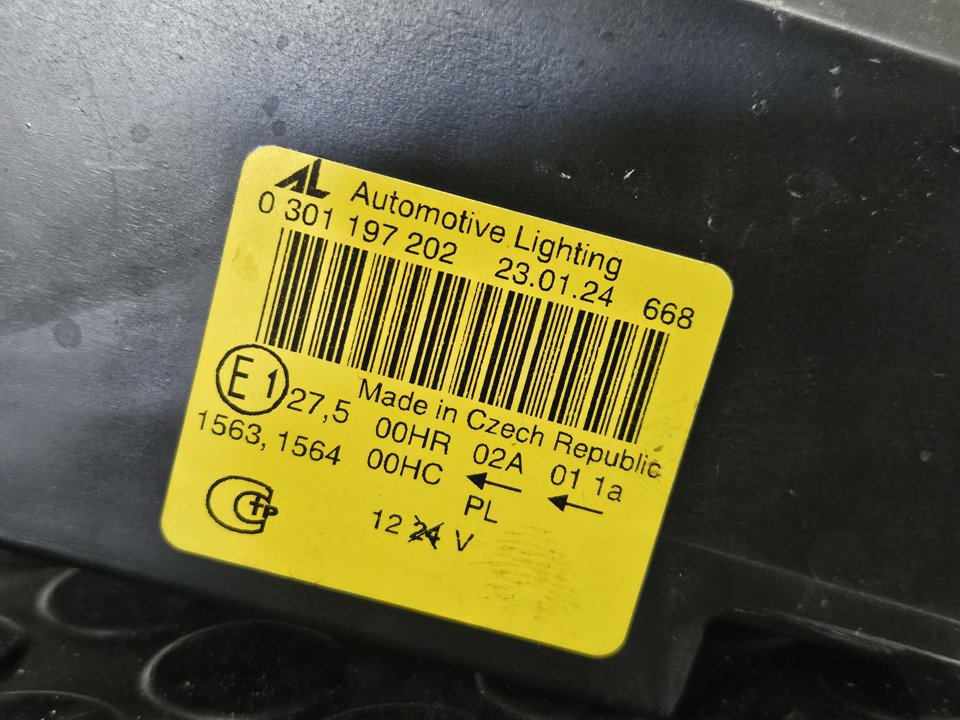 AL Automotive Lighting
0 301 197 202 23.01.24 668
Made in Czech Republic
E1 27,5 00HR 02A 01 1a
1563, 1564 00HC ← ←
PL
12 24 V